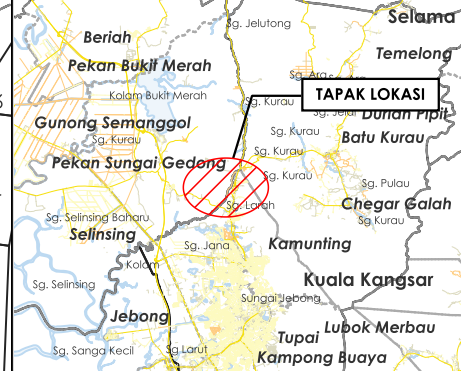 Sg. Jelutong
Selama
Beriah
Temelong
Pekan Bukit Merah
Sg. Ara
Kolam Bukit Merah
Sg. Kurau
TAPAK LOKASI
Durian Pipit
Gunong Semanggol
Sg. Kurau
Batu Kurau
Sg. Kurau
Sg. Kurau
Pekan Sungai Gedong
Sg. Kurau
Sg. Pulau
Sg. Larah
Chegar Galah
Sg. Selinsing Baharu
Sg Kurau
Selinsing
Sg. Jana
Kamunting
Kolam
Kuala Kangsar
Sg. Selinsing
Sungai Jebong
Jebong
Lubok Merbau
Tupai
Sg. Sanga Kecil
Sg Larut
Kampong Buaya